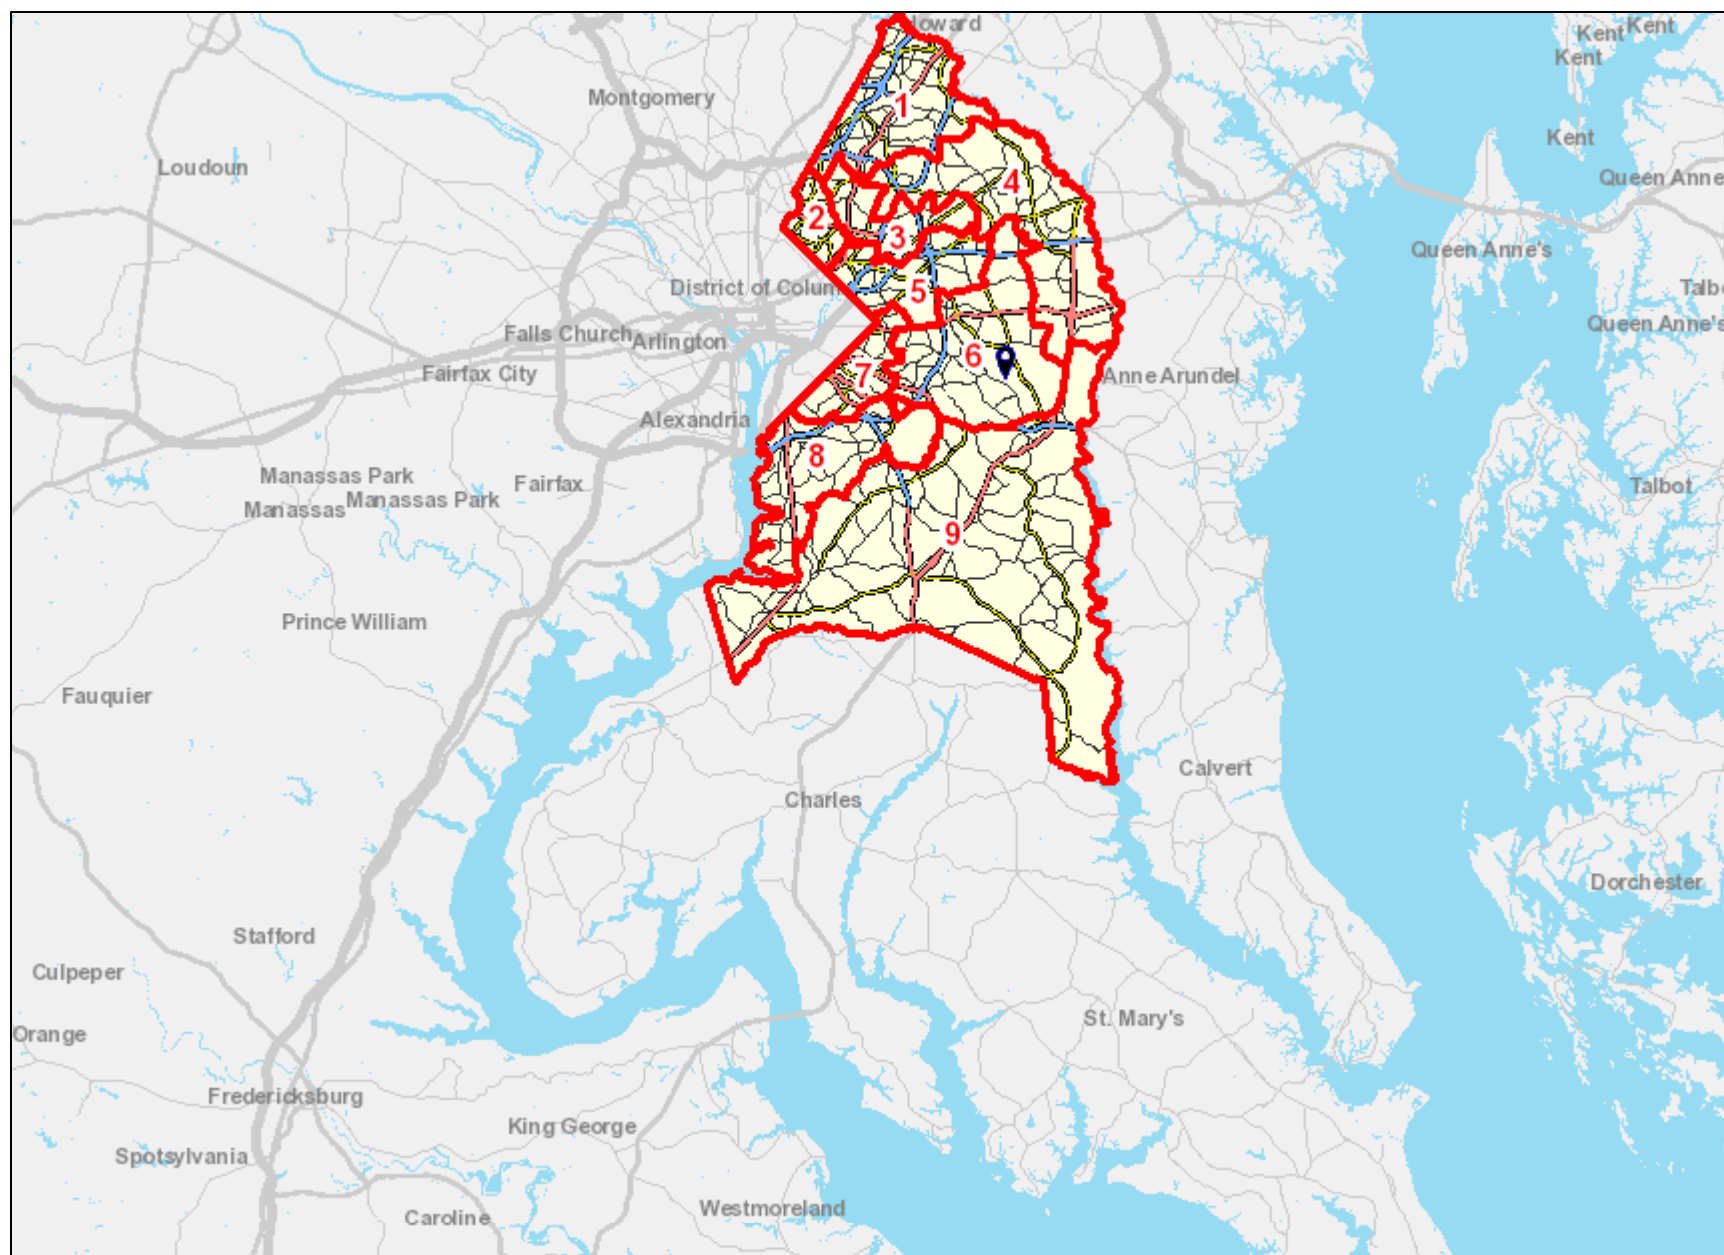 Howard
Kent
Kent
Kent
Montgomery
1
Kent
Loudoun
4
Queen Anne
2
3
Queen Anne's
District of Colum
5
Talbo
Queen Anne's
Falls Church
Arlington
6
Fairfax City
7
Anne Arundel
Alexandria
8
Manassas Park
Fairfax
Talbot
Manassas Park
Manassas
9
Prince William
Fauquier
Calvert
Charles
Dorchester
Stafford
Culpeper
St. Mary's
Orange
Fredericksburg
King George
Spotsylvania
Westmoreland
Caroline